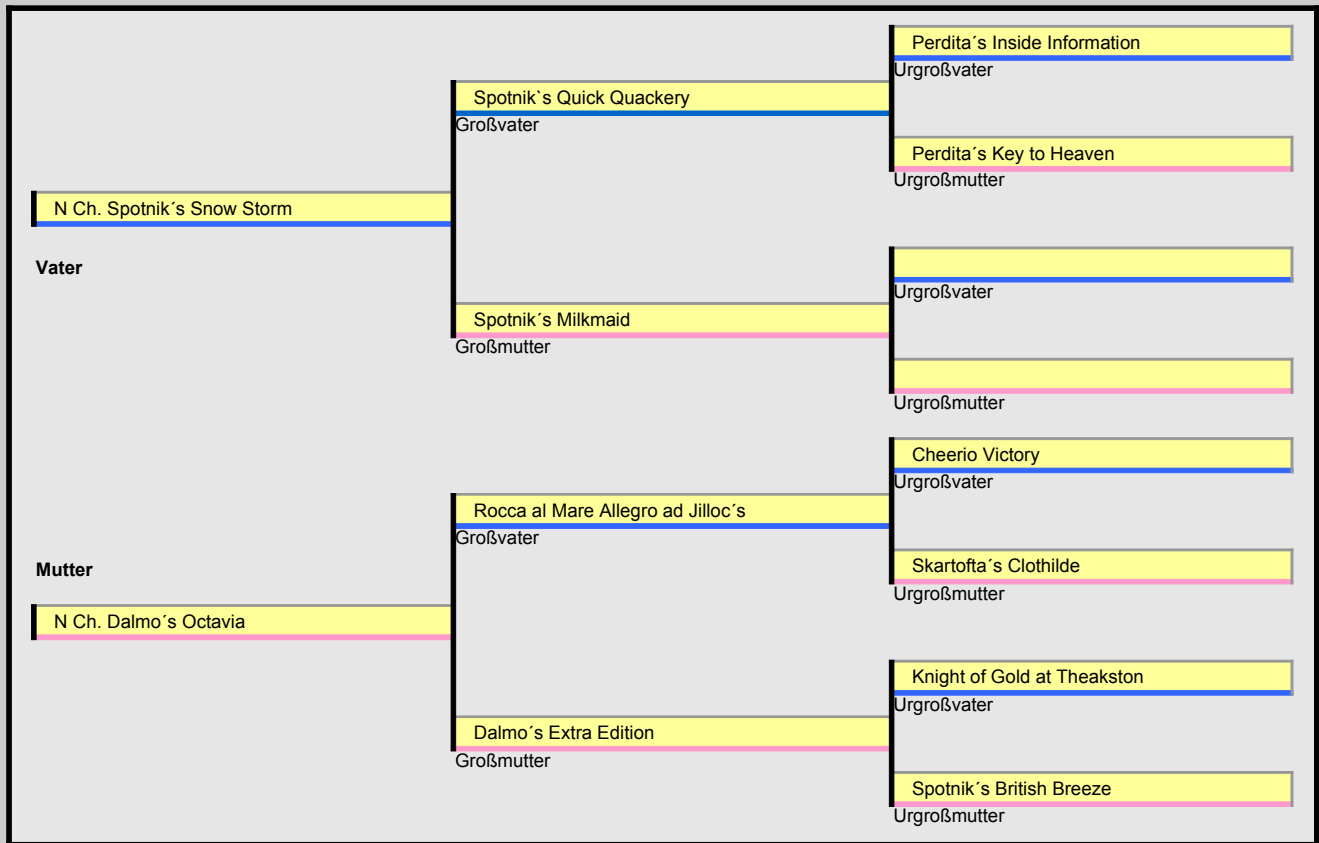 Perdita´s Inside Information
Urgroßvater
Spotnik`s Quick Quackery
Großvater
Perdita´s Key to Heaven
Urgroßmutter
N Ch. Spotnik´s Snow Storm
Vater
Urgroßvater
Spotnik´s Milkmaid
Großmutter
Urgroßmutter
Cheerio Victory
Urgroßvater
Rocca al Mare Allegro ad Jilloc´s
Großvater
Skartofta´s Clothilde
Urgroßmutter
Mutter
N Ch. Dalmo´s Octavia
Knight of Gold at Theakston
Urgroßvater
Dalmo´s Extra Edition
Großmutter
Spotnik´s British Breeze
Urgroßmutter